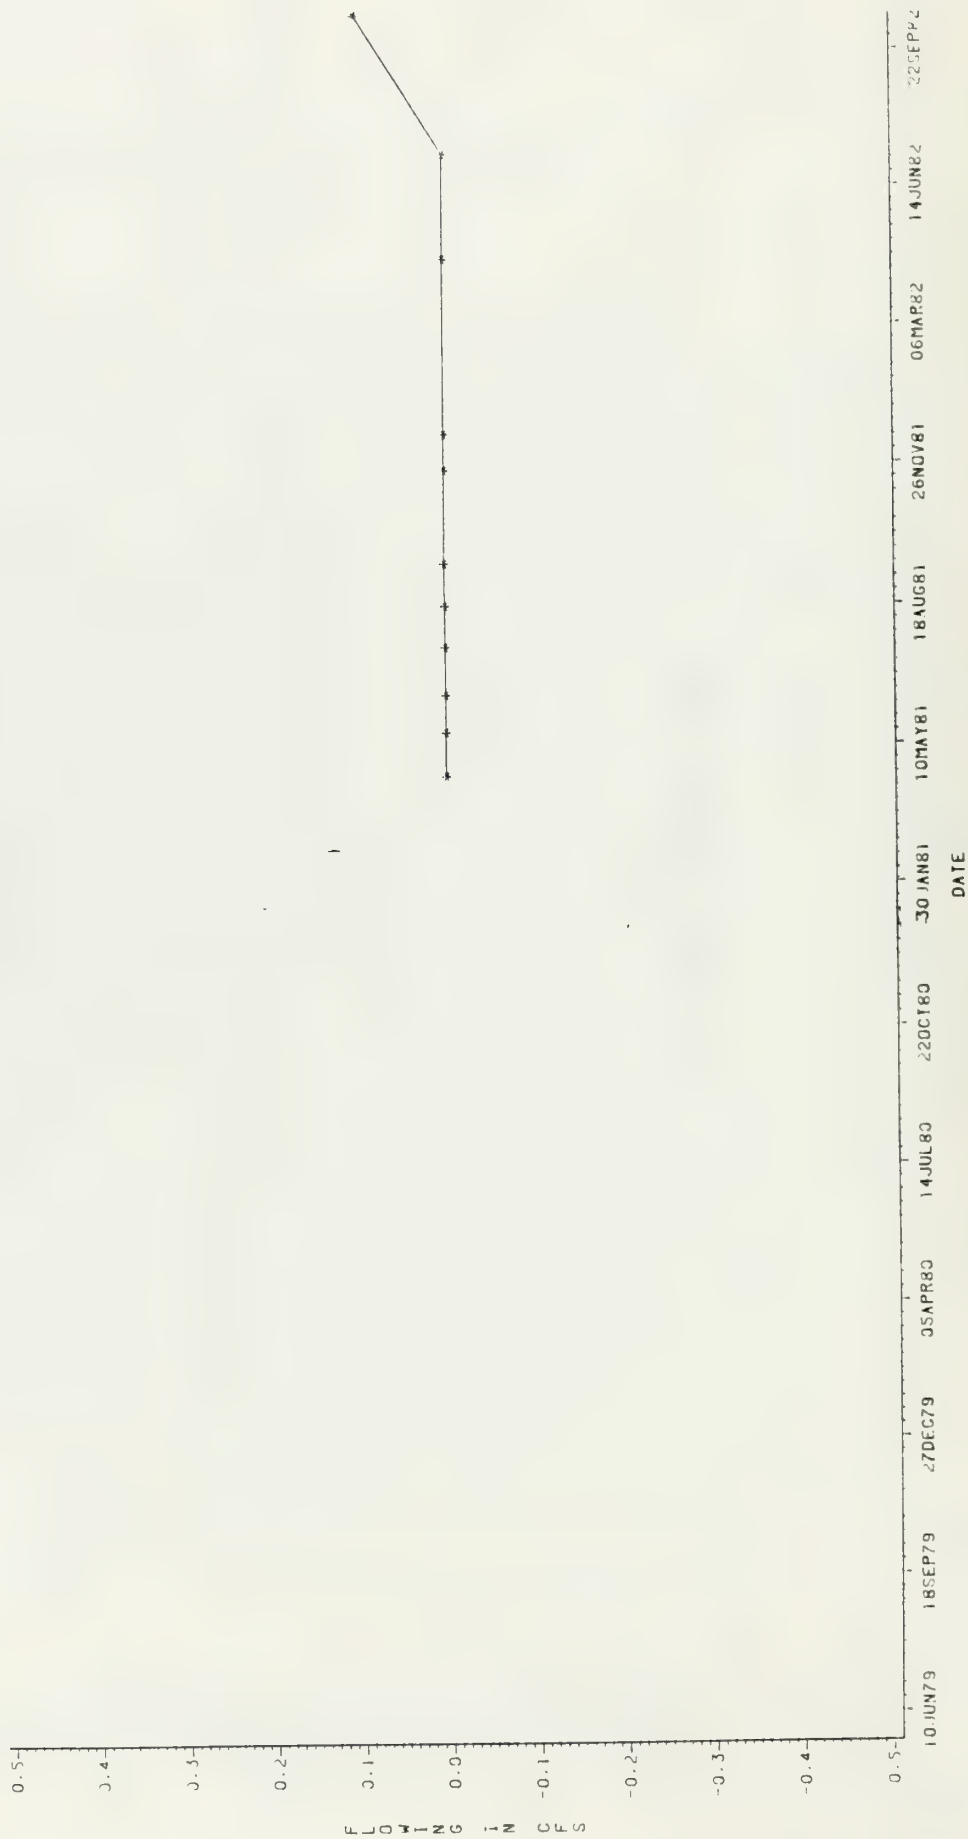 0.5
0.4
0.3
0.2
0.1
0.0
-0.1
-0.2
-0.3
-0.4
-0.5
FLOWING IN CFS
10JUN79
18SEP79
27DEC79
05APR80
14JUL80
22OCT80
30JAN81
10MAY81
18AUG81
26NOV81
06MAR82
14JUN82
22SEP82
DATE